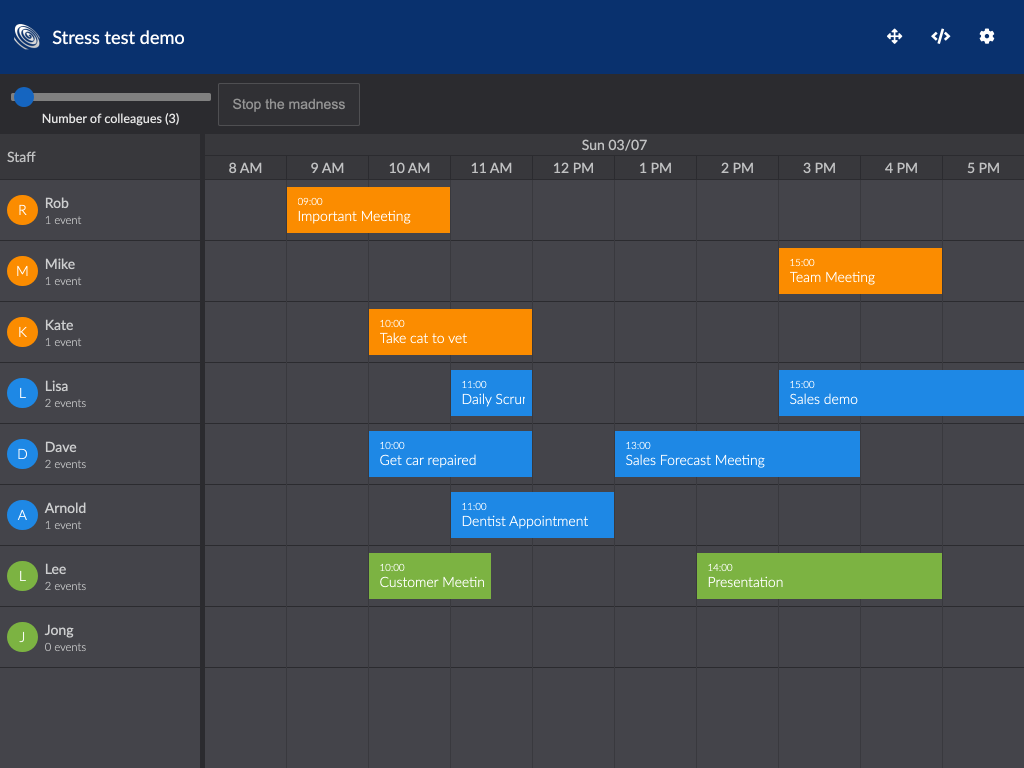 Stress test demo
Number of colleagues (3)
Stop the madness
Staff
Sun 03/07
8 AM 9 AM 10 AM 11 AM 12 PM 1 PM 2 PM 3 PM 4 PM 5 PM
R
Rob
1 event
09:00
Important Meeting
M
Mike
1 event
15:00
Team Meeting
K
Kate
1 event
10:00
Take cat to vet
L
Lisa
2 events
11:00
Daily Scrur
15:00
Sales demo
D
Dave
2 events
10:00
Get car repaired
13:00
Sales Forecast Meeting
A
Arnold
1 event
11:00
Dentist Appointment
L
Lee
2 events
10:00
Customer Meetin
14:00
Presentation
J
Jong
0 events